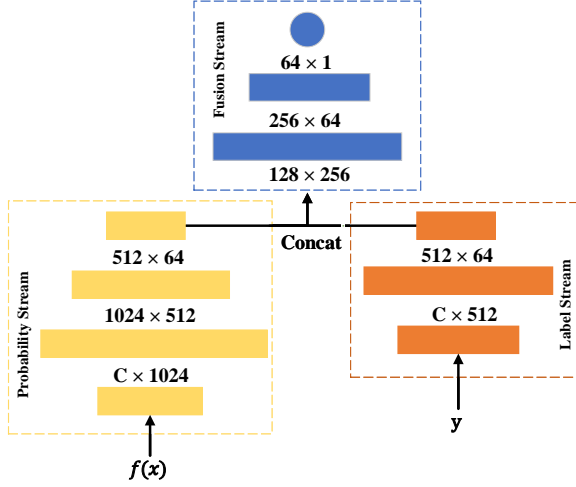 Fusion Stream
64 × 1
256 × 64
128 × 256
Concat
Probability Stream
512 × 64
1024 × 512
C × 1024
f(x)
512 × 64
C × 512
Label Stream
y